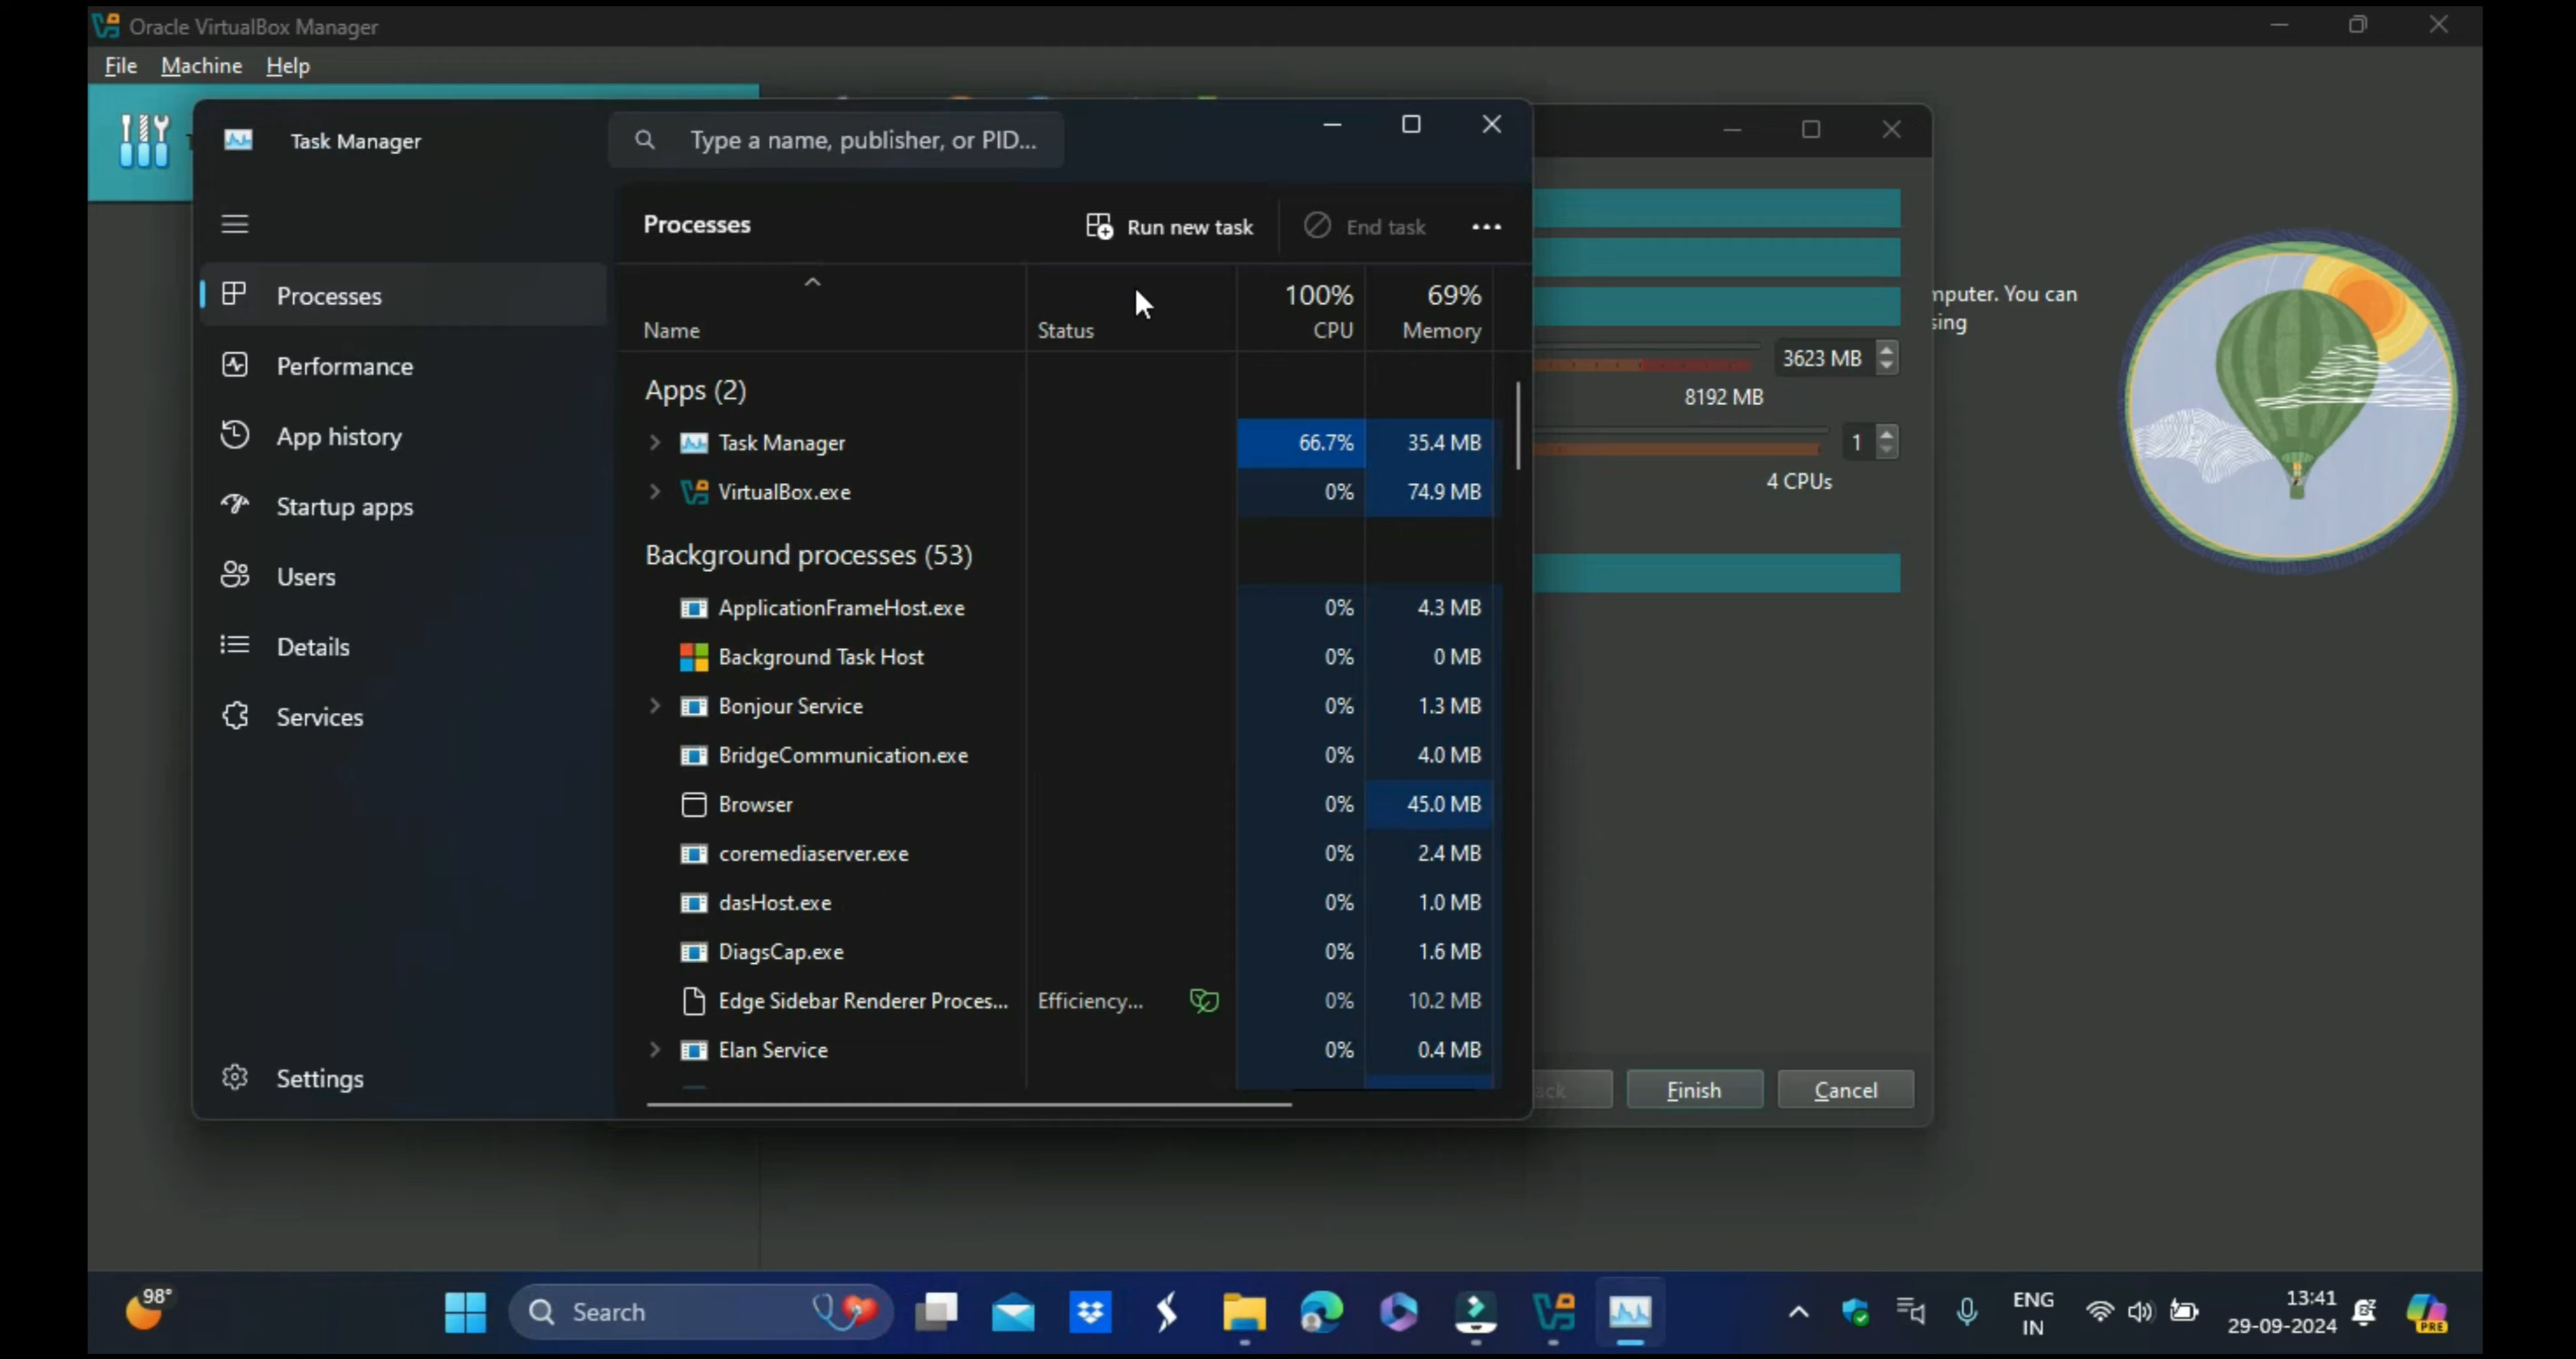 Oracle VirtualBox Manager
File Machine Help
Task Manager
Type a name, publisher, or PID...
Processes
Run new task
End task
Processes
Performance
App history
Startup apps
Users
Details
Services
Settings
100% 69%
Name Status CPU Memory
Apps (2)
Task Manager 66.7% 35.4 MB
VirtualBox.exe 0% 74.9 MB
Background processes (53)
ApplicationFrameHost.exe 0% 4.3 MB
Background Task Host 0% 0 MB
Bonjour Service 0% 1.3 MB
BridgeCommunication.exe 0% 4.0 MB
Browser 0% 45.0 MB
coremediaserver.exe 0% 2.4 MB
dasHost.exe 0% 1.0 MB
DiagsCap.exe 0% 1.6 MB
Edge Sidebar Renderer Proces... Efficiency... 0% 10.2 MB
Elan Service 0% 0.4 MB
mputer. You can
sing
3623 MB
8192 MB
1
4 CPUs
Finish Cancel
98°
Search
PRE
ENG
IN
13:41
29-09-2024